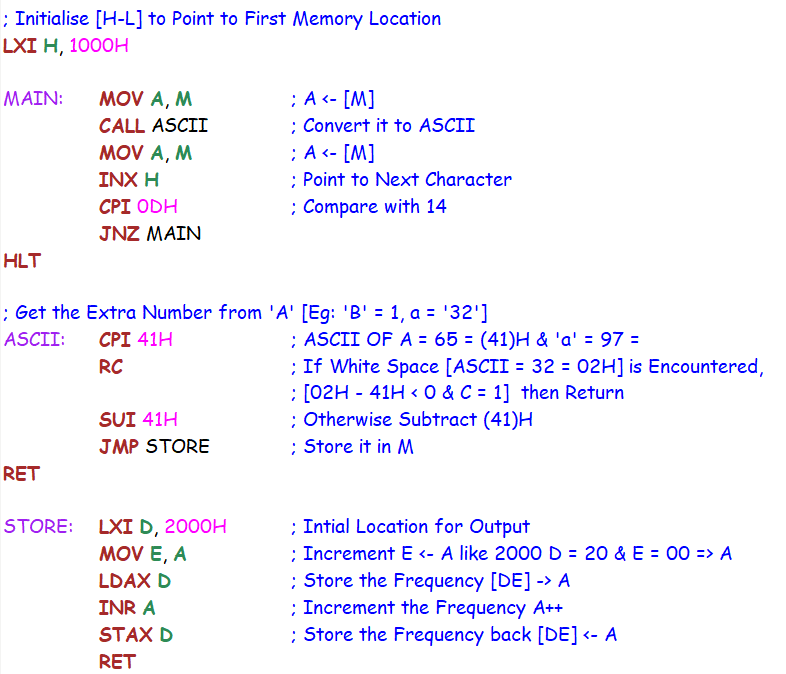 ; Initialise [H-L] to Point to First Memory Location
LXI H, 1000H
MAIN: MOV A, M ; A <- [M]
CALL ASCII ; Convert it to ASCII
MOV A, M ; A <- [M]
INX H ; Point to Next Character
CPI 0DH ; Compare with 14
JNZ MAIN
HLT
; Get the Extra Number from 'A' [Eg: 'B' = 1, a = '32']
ASCII: CPI 41H ; ASCII OF A = 65 = (41)H & 'a' = 97 =
RC ; If White Space [ASCII = 32 = 02H] is Encountered,
; [02H - 41H < 0 & C = 1] then Return
SUI 41H ; Otherwise Subtract (41)H
JMP STORE ; Store it in M
RET
STORE: LXI D, 2000H ; Intial Location for Output
MOV E, A ; Increment E <- A like 2000 D = 20 & E = 00 => A
LDAX D ; Store the Frequency [DE] -> A
INR A ; Increment the Frequency A++
STAX D ; Store the Frequency back [DE] <- A
RET